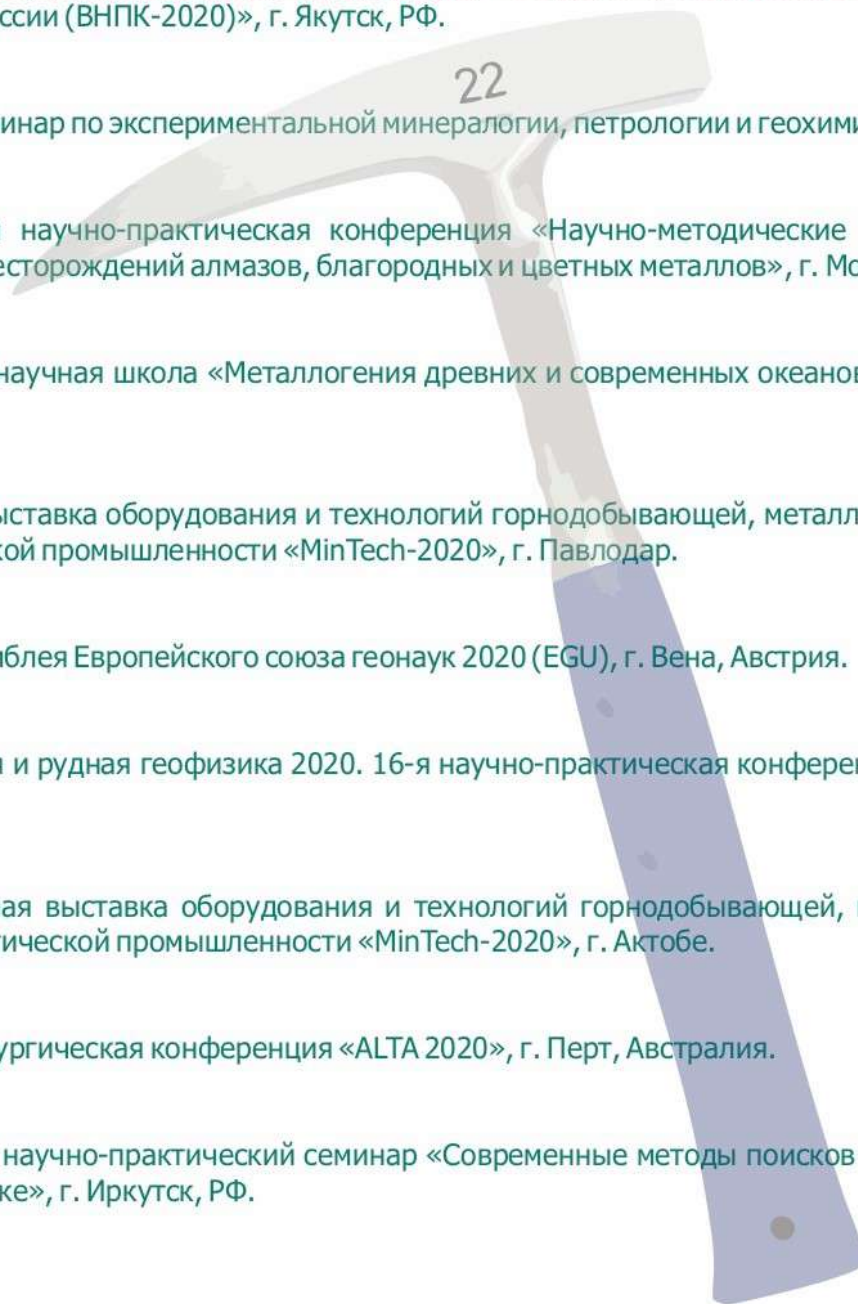 ссии (ВНПК-2020)», г. Якутск, РФ.
22
инар по экспериментальной минералогии, петрологии и геохими
научно-практическая конференция «Научно-методические
есторождений алмазов, благородных и цветных металлов», г. Мо
научная школа «Металлогения древних и современных океанов
ыставка оборудования и технологий горнодобывающей, металл
кой промышленности «MinTech-2020», г. Павлодар.
мблея Европейского союза геонаук 2020 (EGU), г. Вена, Австрия.
я и рудная геофизика 2020. 16-я научно-практическая конферен
ая выставка оборудования и технологий горнодобывающей,
тической промышленности «MinTech-2020», г. Актобе.
ургическая конференция «ALTA 2020», г. Перт, Австралия.
научно-практический семинар «Современные методы поисков
ке», г. Иркутск, РФ.